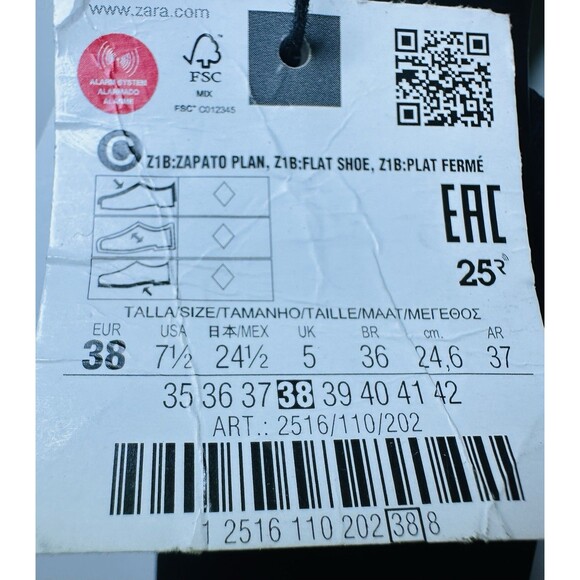 www.zara.com
ALARM SYSTEM
ALARMADO
ALARME
FSC
MIX
FSC™ C012345
C Z1B:ZAPATO PLAN, Z1B:FLAT SHOE, Z1B:PLAT FERMÉ
EAC
25R
TALLA/SIZE/TAMANHO/TAILLE/MAAT/ΜΕΓΕΘΟΣ
EUR USA 日本/MEX UK BR cm. AR
38 7½ 24½ 5 36 24,6 37
35 36 37 38 39 40 41 42
ART.: 2516/110/202
1 2516 110 202 38 8